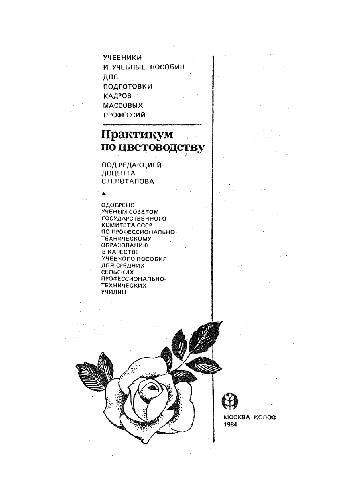 УЧЕБНИКИ
И УЧЕБНЫЕ ПОСОБИЯ
ДЛЯ
ПОДГОТОВКИ
КАДРОВ
МАССОВЫХ
ПРОФЕССИЙ
Практикум
по цветоводству
ПОД РЕДАКЦИЕЙ
ДОЦЕНТА
С.П.ПОТАПОВА
ОДОБРЕНО
УЧЕНЫМ СОВЕТОМ
ГОСУДАРСТВЕННОГО
КОМИТЕТА СССР
ПО ПРОФЕССИОНАЛЬНО-
ТЕХНИЧЕСКОМУ
ОБРАЗОВАНИЮ
В КАЧЕСТВЕ
УЧЕБНОГО ПОСОБИЯ
ДЛЯ СРЕДНИХ
СЕЛЬСКИХ
ПРОФЕССИОНАЛЬНО-
ТЕХНИЧЕСКИХ
УЧИЛИЩ
МОСКВА "КОЛОС"
1984